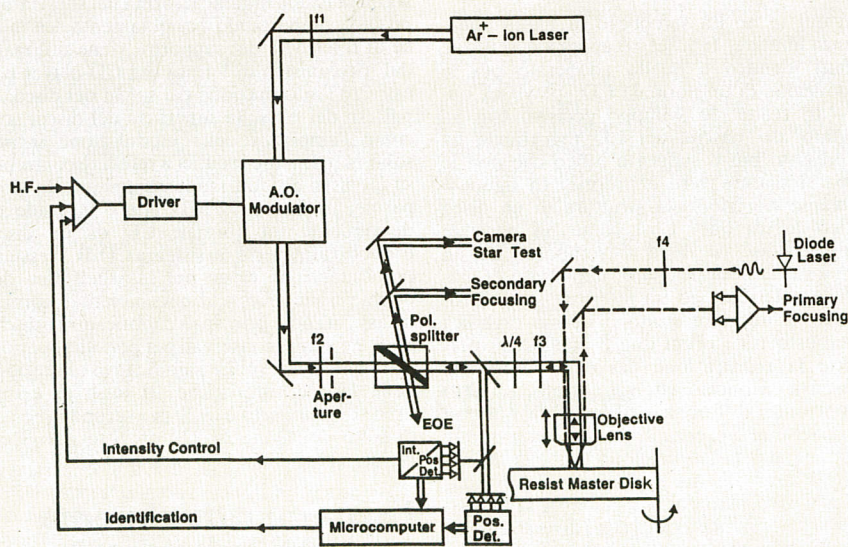 f1
Ar+ – Ion Laser
H.F.
Driver
A.O.
Modulator
Camera
Star Test
Secondary
Focusing
Pol.
splitter
f4
Diode
Laser
Primary
Focusing
f2
Aper-
ture
λ/4
f3
EOE
Objective
Lens
Intensity Control
Int.
Pos
Det.
Resist Master Disk
Identification
Microcomputer
Pos.
Det.